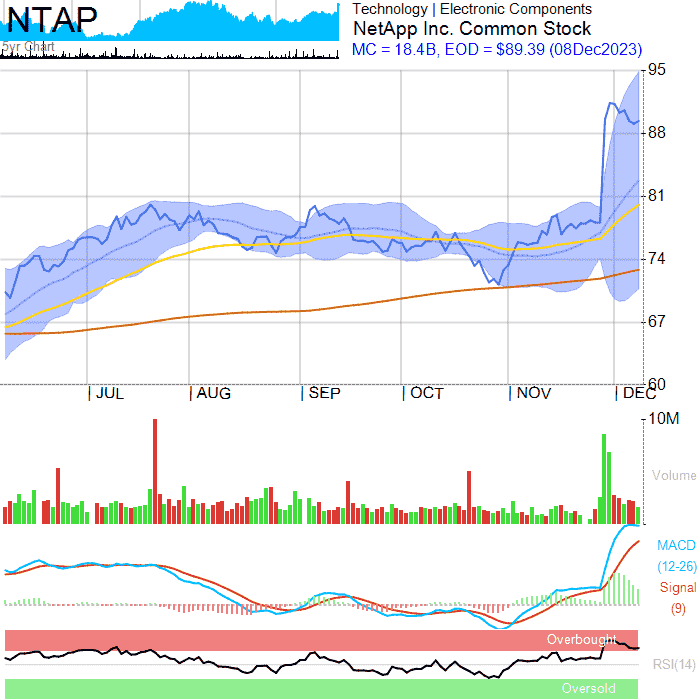 NTAP
5yr Chart
Technology | Electronic Components
NetApp Inc. Common Stock
MC = 18.4B, EOD = $89.39 (08Dec2023)
95
88
81
74
67
60
| JUL | AUG | SEP | OCT | NOV | DEC
10M
Volume
MACD
(12-26)
Signal
(9)
Overbought
RSI(14)
Oversold